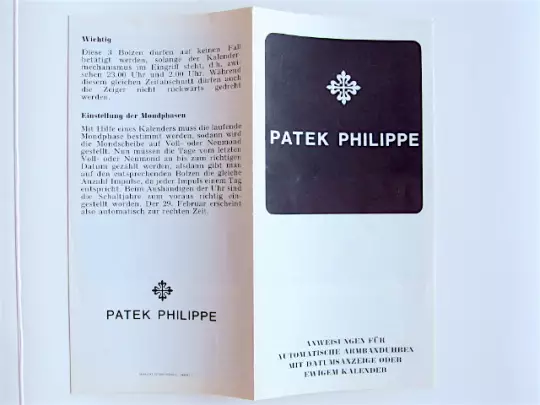 Wichtig
Diese 3 Bolzen dürfen auf keinen Fall
betätigt werden, solange der Kalender-
mechanismus im Eingriff steht, d.h. zwi-
schen 23.00 Uhr und 2.00 Uhr. Während
diesem gleichen Zeitabschnitt dürfen auch
die Zeiger nicht rückwärts gedreht
werden.
Einstellung der Mondphasen
Mit Hilfe eines Kalenders muss die laufende
Mondphase bestimmt werden, sodann wird
die Mondscheibe auf Voll- oder Neumond
gestellt. Nun müssen die Tage vom letzten
Voll- oder Neumond an bis zum richtigen
Datum gezählt werden, alsdann gibt man
auf den entsprechenden Bolzen die gleiche
Anzahl Impulse, da jeder Impuls einem Tag
entspricht. Beim Aushändigen der Uhr sind
die Schaltjahre zum voraus richtig ein-
gestellt worden. Der 29. Februar erscheint
also automatisch zur rechten Zeit.
PATEK PHILIPPE
PATEK PHILIPPE
ANWEISUNGEN FÜR
AUTOMATISCHE ARMBANDUHREN
MIT DATUMSANZEIGE ODER
EWIGEM KALENDER